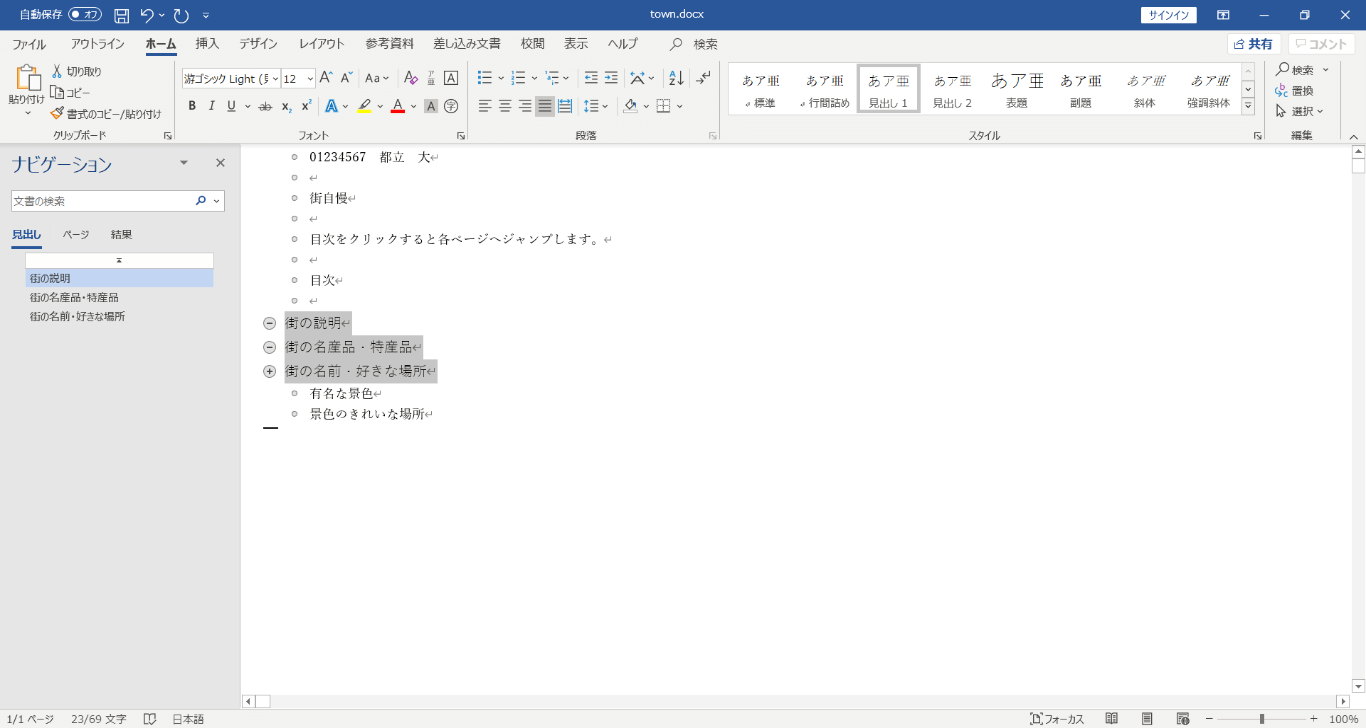 自動保存 オフ town.docx サインイン
ファイル アウトライン ホーム 挿入 デザイン レイアウト 参考資料 差し込み文書 校閲 表示 ヘルプ 検索 共有 コメント
貼り付け 切り取り コピー 書式のコピー/貼り付け
クリップボード
游ゴシック Light (見 12 Aa
B I U ab x₂ x² A A A 字
フォント
段落
あア亜 標準
あア亜 行間詰め
あア亜 見出し 1
あア亜 見出し 2
あア亜 表題
あア亜 副題
あア亜 斜体
あア亜 強調斜体
スタイル
検索
置換
選択
編集
ナビゲーション
文書の検索
見出し ページ 結果
街の説明
街の名産品・特産品
街の名前・好きな場所
01234567 都立 大
街自慢
目次をクリックすると各ページへジャンプします。
目次
街の説明
街の名産品・特産品
街の名前・好きな場所
有名な景色
景色のきれいな場所
1/1 ページ 23/69 文字 日本語 フォーカス 100%